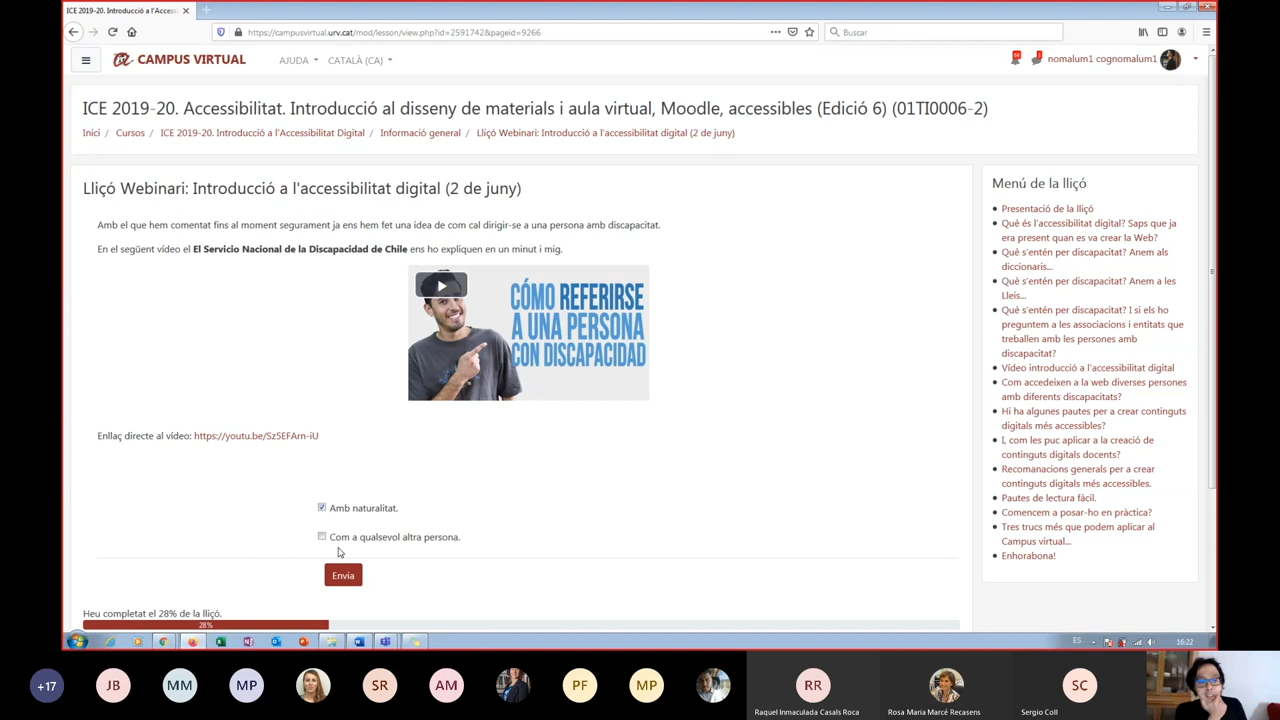 ICE 2019-20. Introducció a l'Acces
https://campusvirtual.urv.cat/mod/lesson/view.php?id=2591742&pageid=9266
Buscar
CAMPUS VIRTUAL
AJUDA
CATALÀ (CA)
nomalum1 cognomalum1
ICE 2019-20. Accessibilitat. Introducció al disseny de materials i aula virtual, Moodle, accessibles (Edició 6) (01TI0006-2)
Inici / Cursos / ICE 2019-20. Introducció a l'Accessibilitat Digital / Informació general / Lliçó Webinari: Introducció a l'accessibilitat digital (2 de juny)
Lliçó Webinari: Introducció a l'accessibilitat digital (2 de juny)
Amb el que hem comentat fins al moment segurament ja ens hem fet una idea de com cal dirigir-se a una persona amb discapacitat.
En el següent vídeo el El Servicio Nacional de la Discapacidad de Chile ens ho expliquen en un minut i mig.
CÓMO REFERIRSE
A UNA PERSONA
CON DISCAPACIDAD
Enllaç directe al vídeo: https://youtu.be/Sz5EFArn-iU
Amb naturalitat.
Com a qualsevol altra persona.
Envia
Heu completat el 28% de la lliçó.
28%
Menú de la lliçó
Presentació de la lliçó
Què és l'accessibilitat digital? Saps que ja
era present quan es va crear la Web?
Què s'entén per discapacitat? Anem als
diccionaris...
Què s'entén per discapacitat? Anem a les
Lleis...
Què s'entén per discapacitat? I si els ho
preguntem a les associacions i entitats que
treballen amb les persones amb
discapacitat?
Vídeo introducció a l'accessibilitat digital
Com accedeixen a la web diverses persones
amb diferents discapacitats?
Hi ha algunes pautes per a crear continguts
digitals més accessibles?
I, com les puc aplicar a la creació de
continguts digitals docents?
Recomanacions generals per a crear
continguts digitals més accessibles.
Pautes de lectura fàcil.
Comencem a posar-ho en pràctica?
Tres trucs més que podem aplicar al
Campus virtual...
Enhorabona!
ES
16:22
+17
JB
MM
MP
SR
AM
PF
MP
RR
SC
Raquel Inmaculada Casals Roca
Rosa Maria Marcé Recasens
Sergio Coll